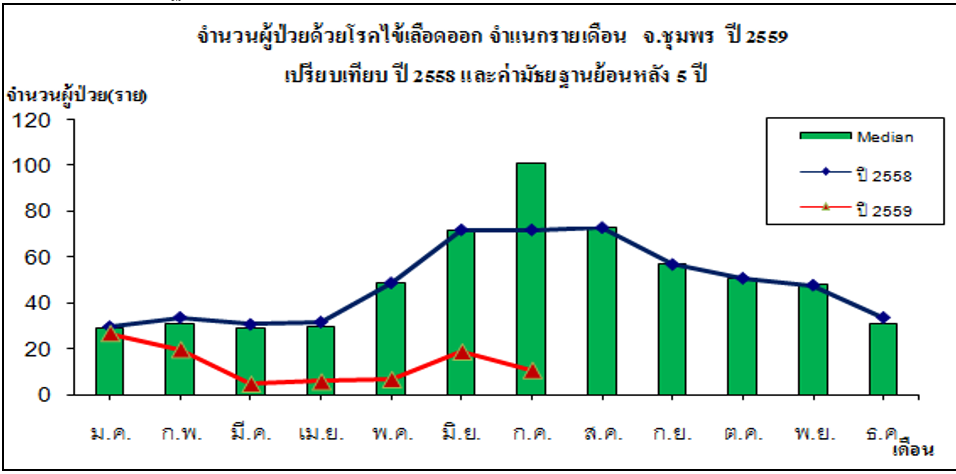 จำนวนผู้ป่วยด้วยโรคไข้เลือดออก จำแนกรายเดือน จ.ชุมพร ปี 2559
เปรียบเทียบ ปี 2558 และค่ามัธยฐานย้อนหลัง 5 ปี
จำนวนผู้ป่วย(ราย)
120
100
80
60
40
20
0
Median
ปี 2558
ปี 2559
ม.ค. ก.พ. มี.ค. เม.ย. พ.ค. มิ.ย. ก.ค. ส.ค. ก.ย. ต.ค. พ.ย. ธ.ค
เดือน